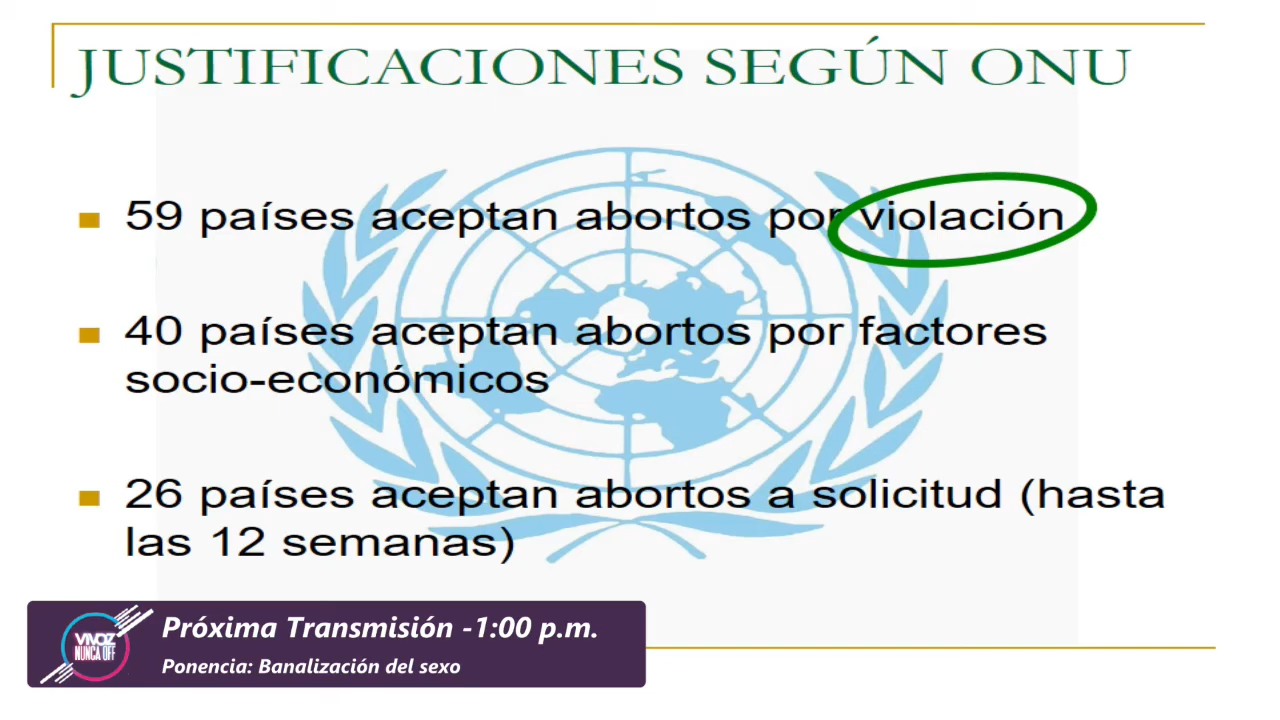 JUSTIFICACIONES SEGÚN ONU
59 países aceptan abortos por violación
40 países aceptan abortos por factores
socio-económicos
26 países aceptan abortos a solicitud (hasta
las 12 semanas)
VIVOZ
NUNCA OFF
Próxima Transmisión -1:00 p.m.
Ponencia: Banalización del sexo